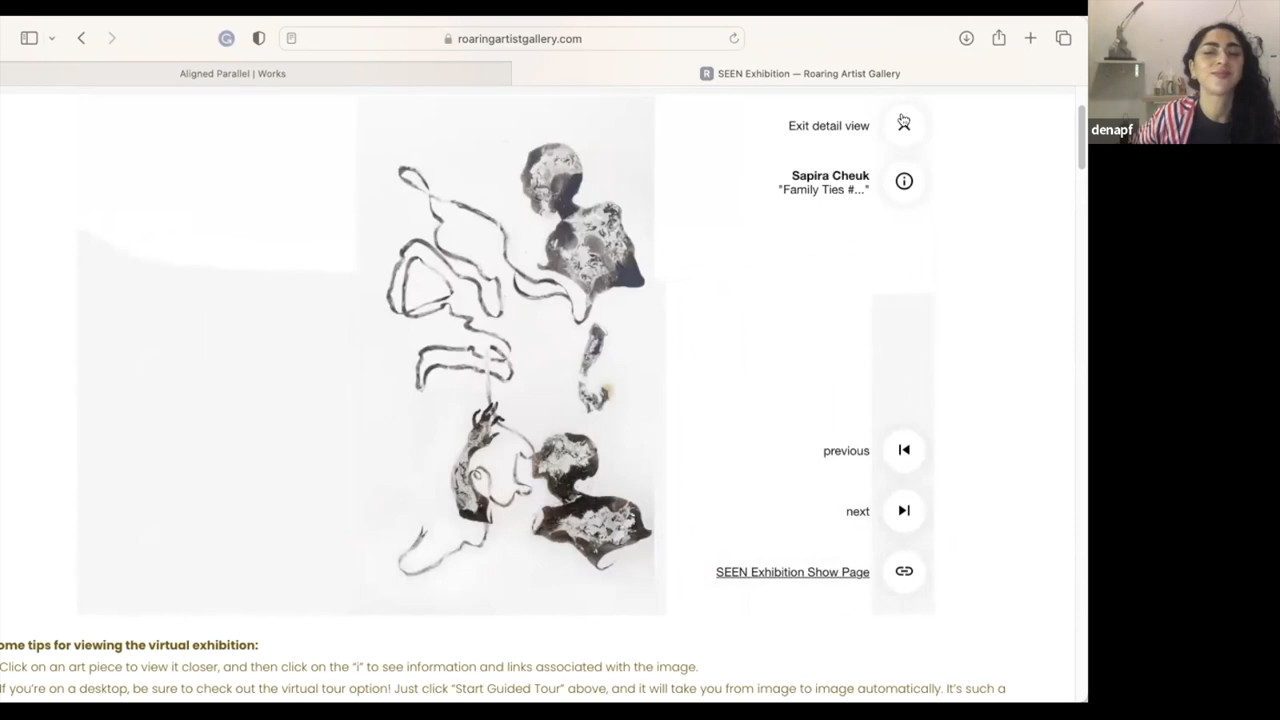 roaringartistgallery.com
Aligned Parallel | Works
R SEEN Exhibition — Roaring Artist Gallery
denapf
Exit detail view
Sapira Cheuk
"Family Ties #..."
previous
next
SEEN Exhibition Show Page
ome tips for viewing the virtual exhibition:
Click on an art piece to view it closer, and then click on the “i” to see information and links associated with the image.
If you’re on a desktop, be sure to check out the virtual tour option! Just click “Start Guided Tour” above, and it will take you from image to image automatically. It’s such a